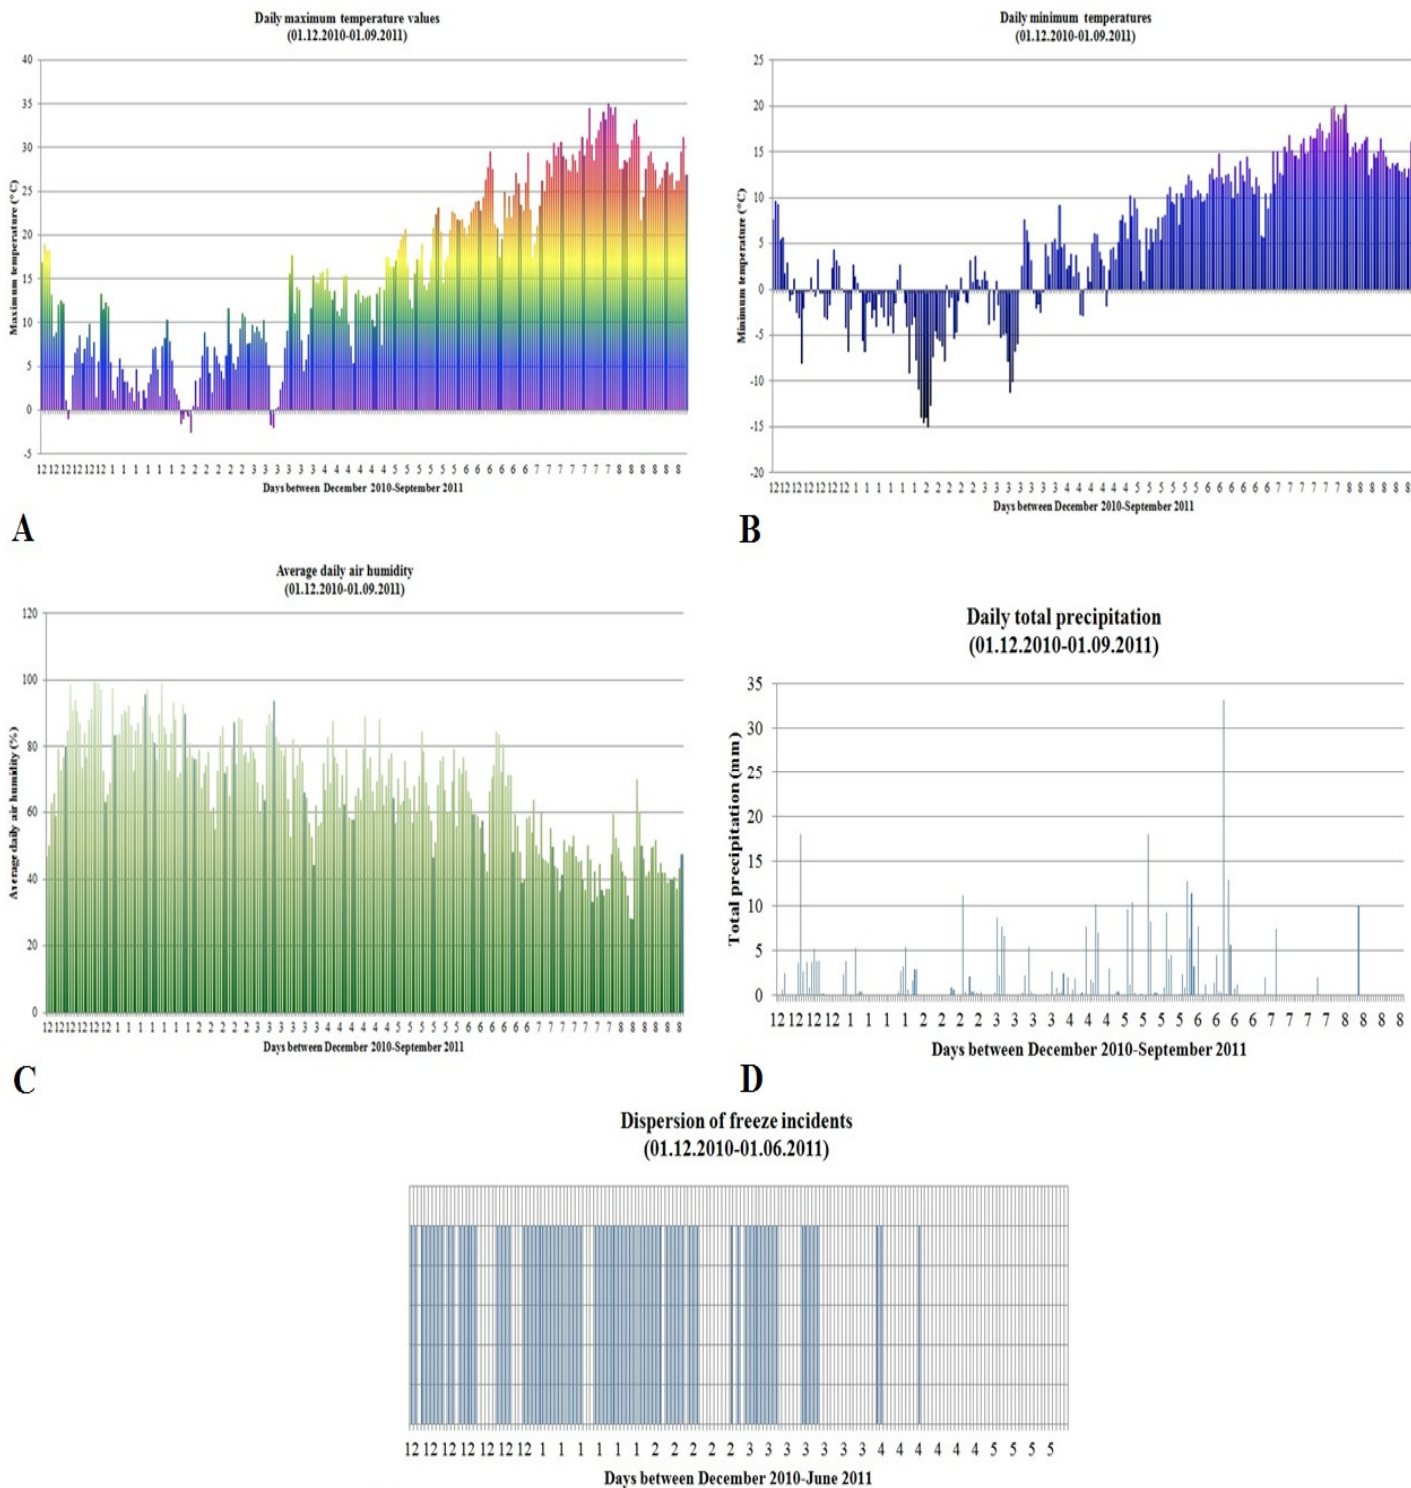 Daily maximum temperature values
(01.12.2010-01.09.2011)
40
35
30
25
20
15
10
5
0
-5
Maximum temperature (°C)
12 12 12 12 12 12 1 1 1 1 1 1 2 2 2 2 2 2 3 3 3 3 3 3 4 4 4 4 4 4 5 5 5 5 5 5 6 6 6 6 6 7 7 7 7 7 7 7 8 8 8 8 8 8
Days between December 2010-September 2011
A
Daily minimum temperatures
(01.12.2010-01.09.2011)
25
20
15
10
5
0
-5
-10
-15
-20
Minimum temperature (°C)
12 12 12 12 12 12 12 1 1 1 1 1 1 2 2 2 2 2 3 3 3 3 3 3 3 4 4 4 4 4 4 5 5 5 5 5 5 6 6 6 6 6 7 7 7 7 7 7 8 8 8 8 8 8
Days between December 2010-September 2011
B
Average daily air humidity
(01.12.2010-01.09.2011)
120
100
80
60
40
20
0
Average daily air humidity (%)
12 12 12 12 12 12 1 1 1 1 1 1 1 2 2 2 2 2 3 3 3 3 3 3 4 4 4 4 4 4 5 5 5 5 5 5 6 6 6 6 6 7 7 7 7 7 7 8 8 8 8 8
Days between December 2010-September 2011
C
Daily total precipitation
(01.12.2010-01.09.2011)
35
30
25
20
15
10
5
0
Total precipitation (mm)
12 12 12 12 1 1 1 1 2 2 2 2 3 3 3 3 4 4 4 5 5 5 5 6 6 6 6 7 7 7 7 8 8 8 8
Days between December 2010-September 2011
D
Dispersion of freeze incidents
(01.12.2010-01.06.2011)
12 12 12 12 12 12 12 1 1 1 1 1 1 2 2 2 2 2 3 3 3 3 3 3 4 4 4 4 4 4 5 5 5 5
Days between December 2010-June 2011